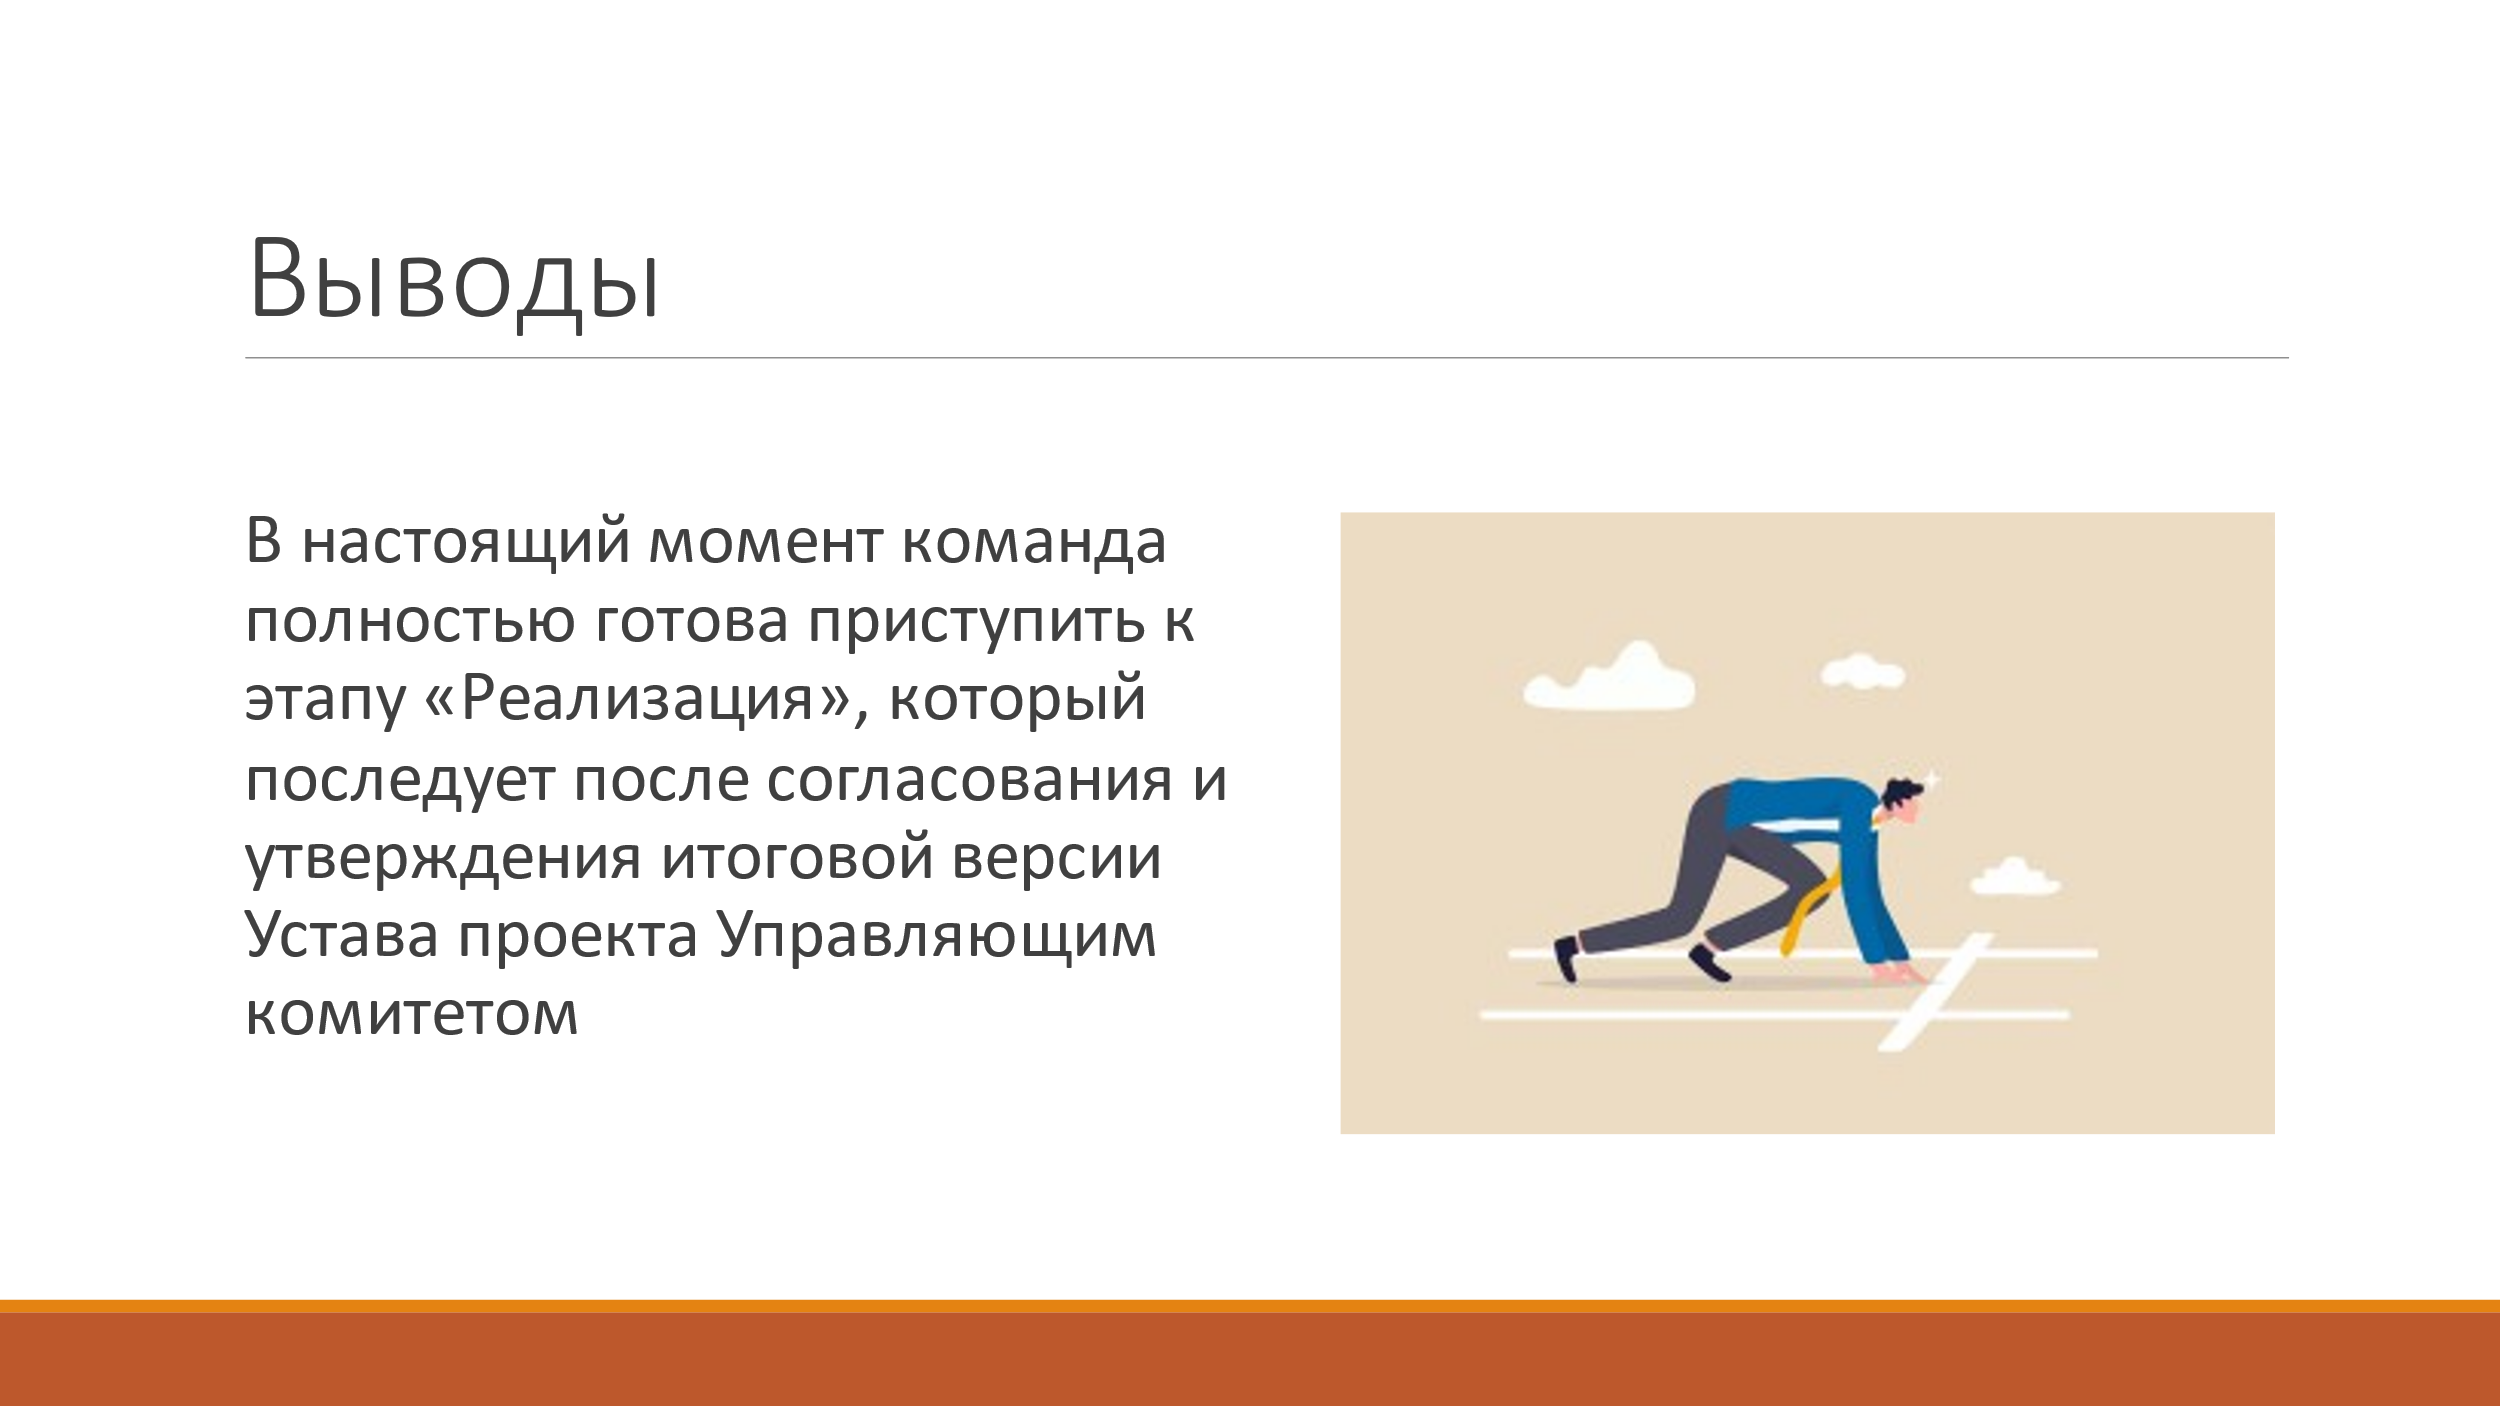 Выводы
В настоящий момент команда
полностью готова приступить к
этапу «Реализация», который
последует после согласования и
утверждения итоговой версии
Устава проекта Управляющим
комитетом